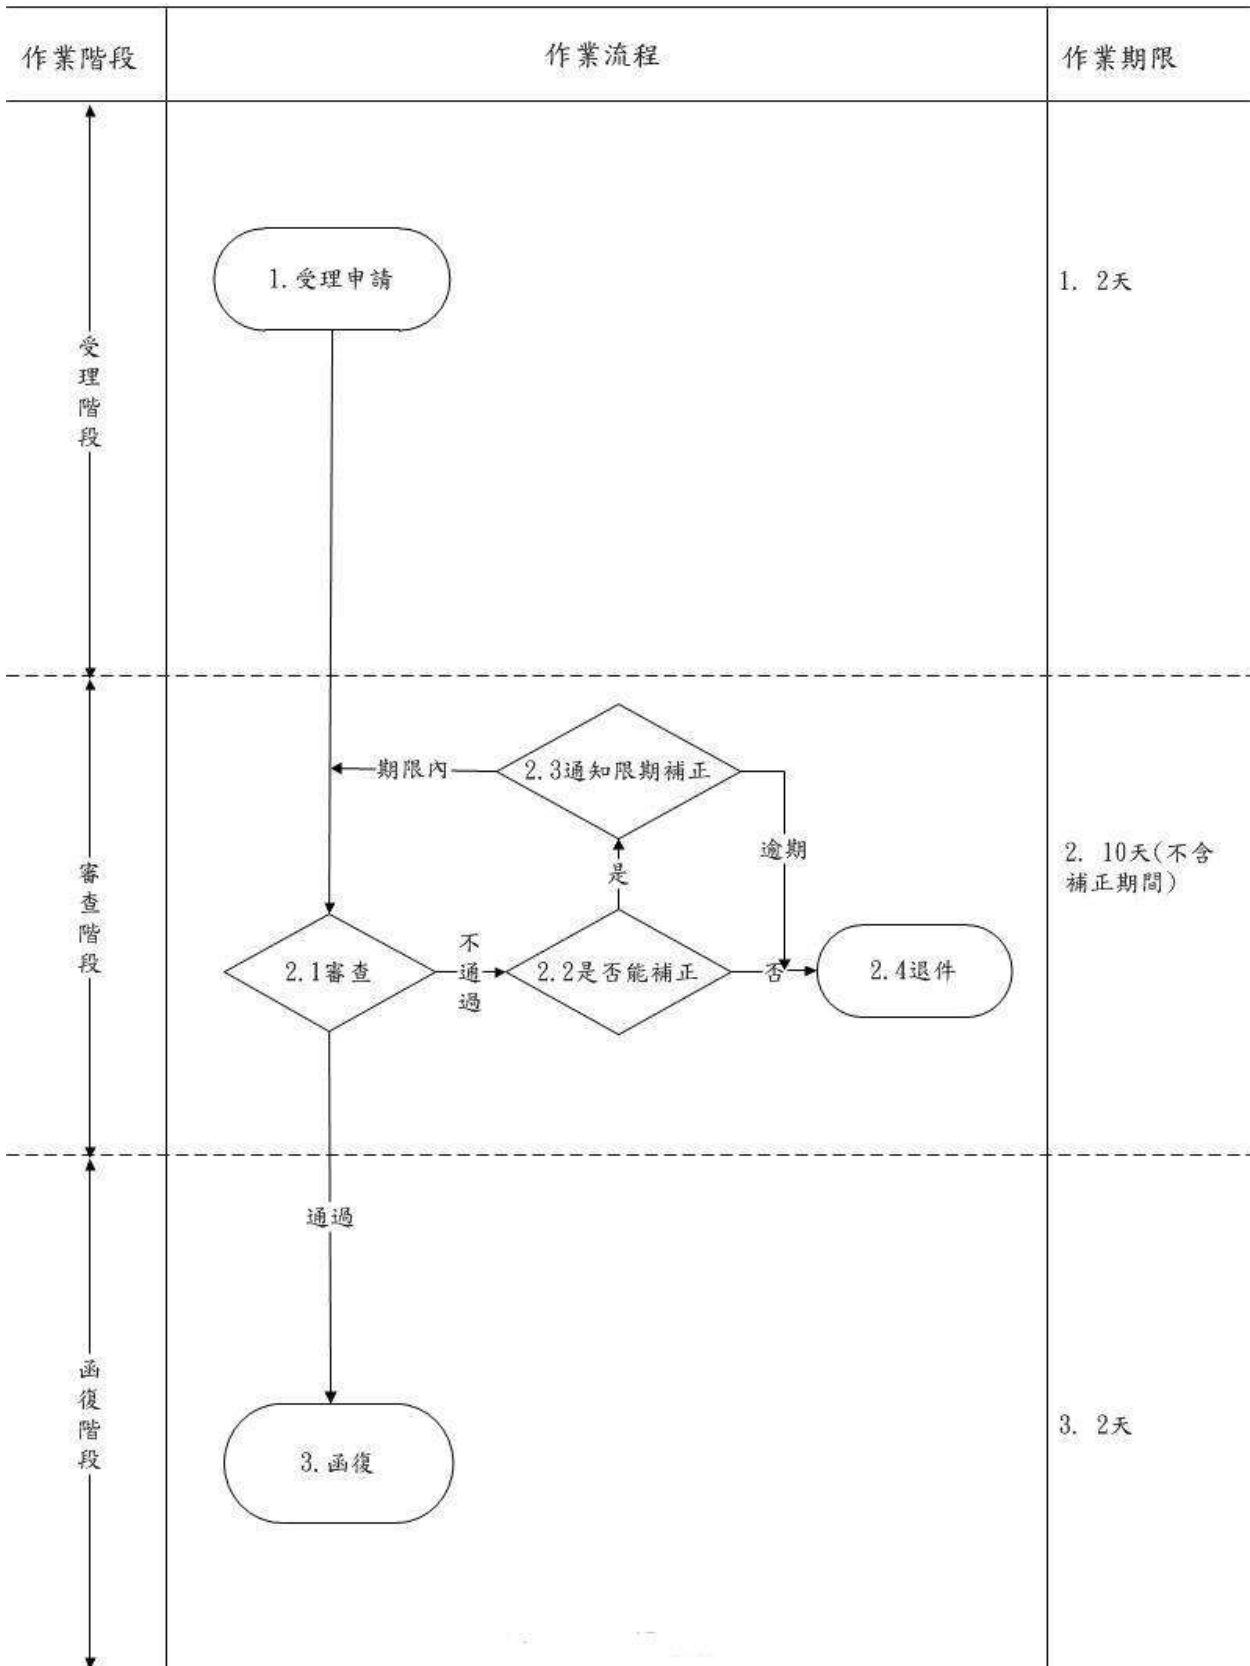 作業階段
作業流程
作業期限
1.受理申請
1. 2天
受理階段
期限內
2.3通知限期補正
逾期
是
2. 10天(不含
補正期間)
審查階段
2.1審查
不通過
2.2是否能補正
否
2.4退件
通過
函復階段
3.函復
3. 2天